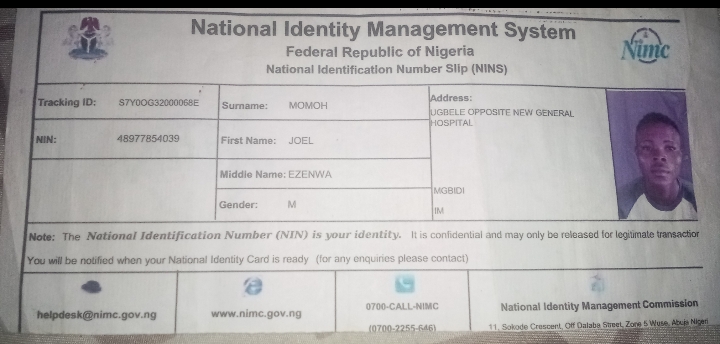 National Identity Management System
Federal Republic of Nigeria
National Identification Number Slip (NINS)
Nimc
Tracking ID: S7Y0OG32000068E
Surname: MOMOH
Address:
UGBELE OPPOSITE NEW GENERAL
HOSPITAL
NIN: 48977854039
First Name: JOEL
Middle Name: EZENWA
MGBIDI
Gender: M
IM
Note: The National Identification Number (NIN) is your identity. It is confidential and may only be released for legitimate transactior
You will be notified when your National Identity Card is ready (for any enquiries please contact)
helpdesk@nimc.gov.ng
www.nimc.gov.ng
0700-CALL-NIMC
(0700-2255-646)
National Identity Management Commission
11, Sokode Crescent, Off Dalaba Street, Zone 5 Wuse, Abuja Nigeri